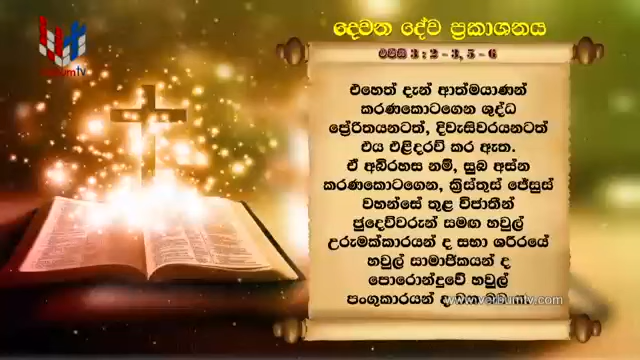 දෙවන දේව ප්‍රකාශනය
එපීසි 3 : 2 - 3, 5 - 6
එහෙත් දැන් ආත්මයාණන්
කරණකොටගෙන ශුද්ධ
ප්‍රේරිතයනටත්, දිවැසිවරයනටත්
එය එළිදරව් කර ඇත.
ඒ අබිරහස නම්, සුබ අස්න
කරණකොටගෙන, ක්‍රිස්තුස් ජේසුස්
වහන්සේ තුළ විජාතීන්
ජුදෙව්වරුන් සමඟ හවුල්
උරුමක්කාරයන් ද සභා ශරීරයේ
හවුල් සාමාජිකයන් ද
පොරොන්දුවේ හවුල්
පංගුකාරයන් ද
www.verbumtv.com
verbumtv